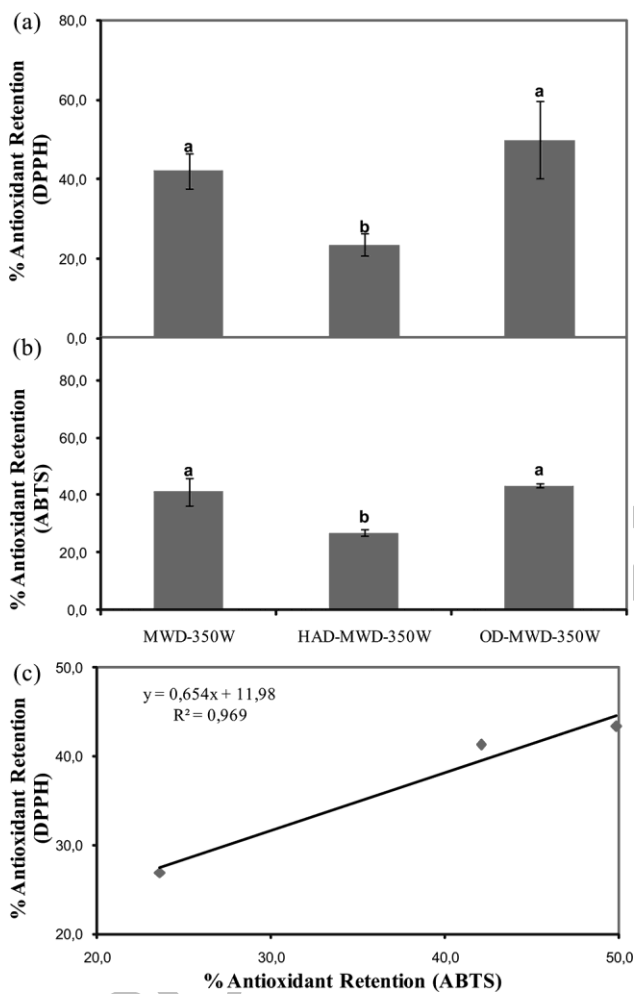 (a)
% Antioxidant Retention
(DPPH)
80,0
60,0
40,0
20,0
0,0
a
b
a
(b)
% Antioxidant Retention
(ABTS)
80,0
60,0
40,0
20,0
0,0
a
b
a
MWD-350W HAD-MWD-350W OD-MWD-350W
(c)
% Antioxidant Retention
(DPPH)
50,0
40,0
30,0
20,0
y = 0,654x + 11,98
R² = 0,969
20,0 30,0 40,0 50,0
% Antioxidant Retention (ABTS)